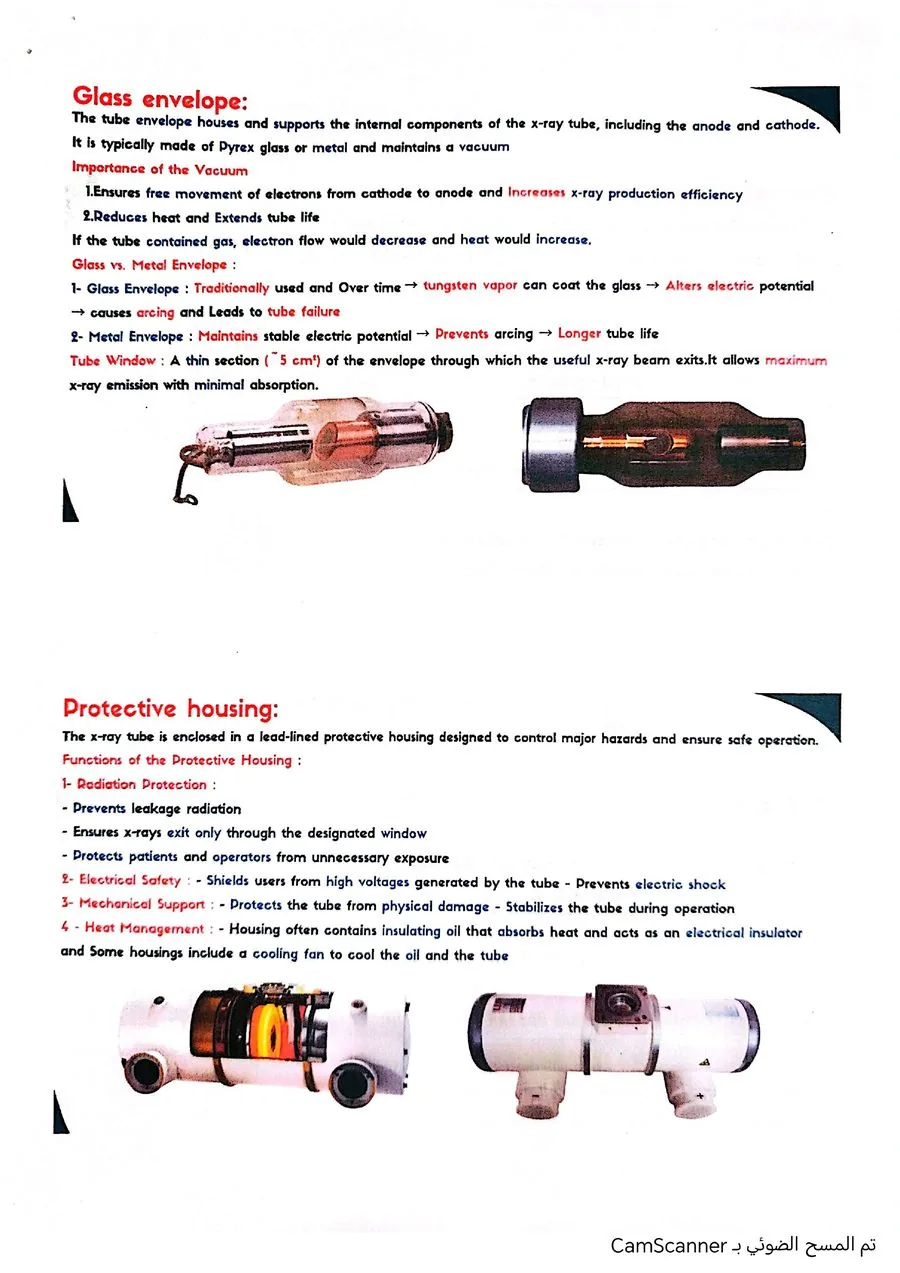 Glass envelope:
The tube envelope houses and supports the internal components of the x-ray tube, including the anode and cathode.
It is typically made of Pyrex glass or metal and maintains a vacuum
Importance of the Vacuum
1.Ensures free movement of electrons from cathode to anode and Increases x-ray production efficiency
2.Reduces heat and Extends tube life
If the tube contained gas, electron flow would decrease and heat would increase.
Glass vs. Metal Envelope :
1- Glass Envelope : Traditionally used and Over time → tungsten vapor can coat the glass → Alters electric potential
→ causes arcing and Leads to tube failure
2- Metal Envelope : Maintains stable electric potential → Prevents arcing → Longer tube life
Tube Window : A thin section (~5 cm²) of the envelope through which the useful x-ray beam exits.It allows maximum
x-ray emission with minimal absorption.
Protective housing:
The x-ray tube is enclosed in a lead-lined protective housing designed to control major hazards and ensure safe operation.
Functions of the Protective Housing :
1- Radiation Protection :
- Prevents leakage radiation
- Ensures x-rays exit only through the designated window
- Protects patients and operators from unnecessary exposure
2- Electrical Safety : - Shields users from high voltages generated by the tube - Prevents electric shock
3- Mechanical Support : - Protects the tube from physical damage - Stabilizes the tube during operation
4 - Heat Management : - Housing often contains insulating oil that absorbs heat and acts as an electrical insulator
and Some housings include a cooling fan to cool the oil and the tube
- +
تم المسح الضوئي بـ CamScanner